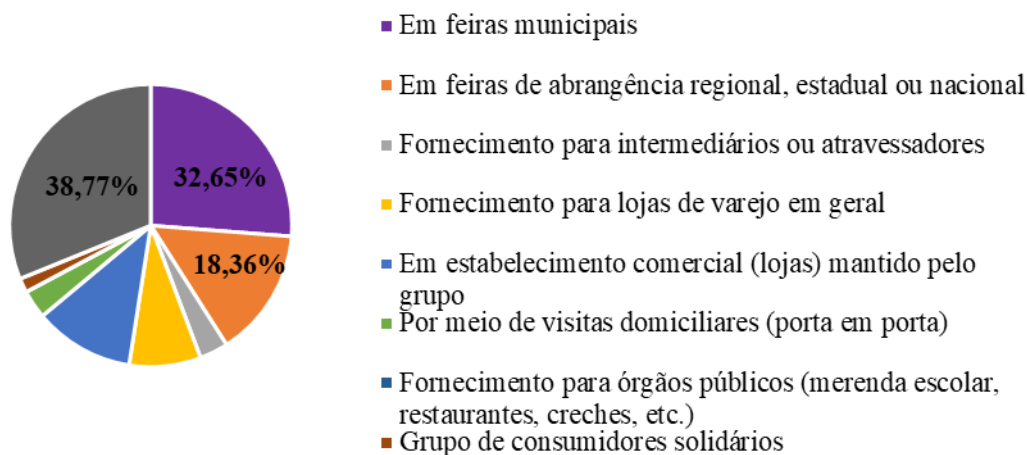 Em feiras municipais
Em feiras de abrangência regional, estadual ou nacional
Fornecimento para intermediários ou atravessadores
Fornecimento para lojas de varejo em geral
Em estabelecimento comercial (lojas) mantido pelo
grupo
Por meio de visitas domiciliares (porta em porta)
Fornecimento para órgãos públicos (merenda escolar,
restaurantes, creches, etc.)
Grupo de consumidores solidários
38,77%
32,65%
18,36%